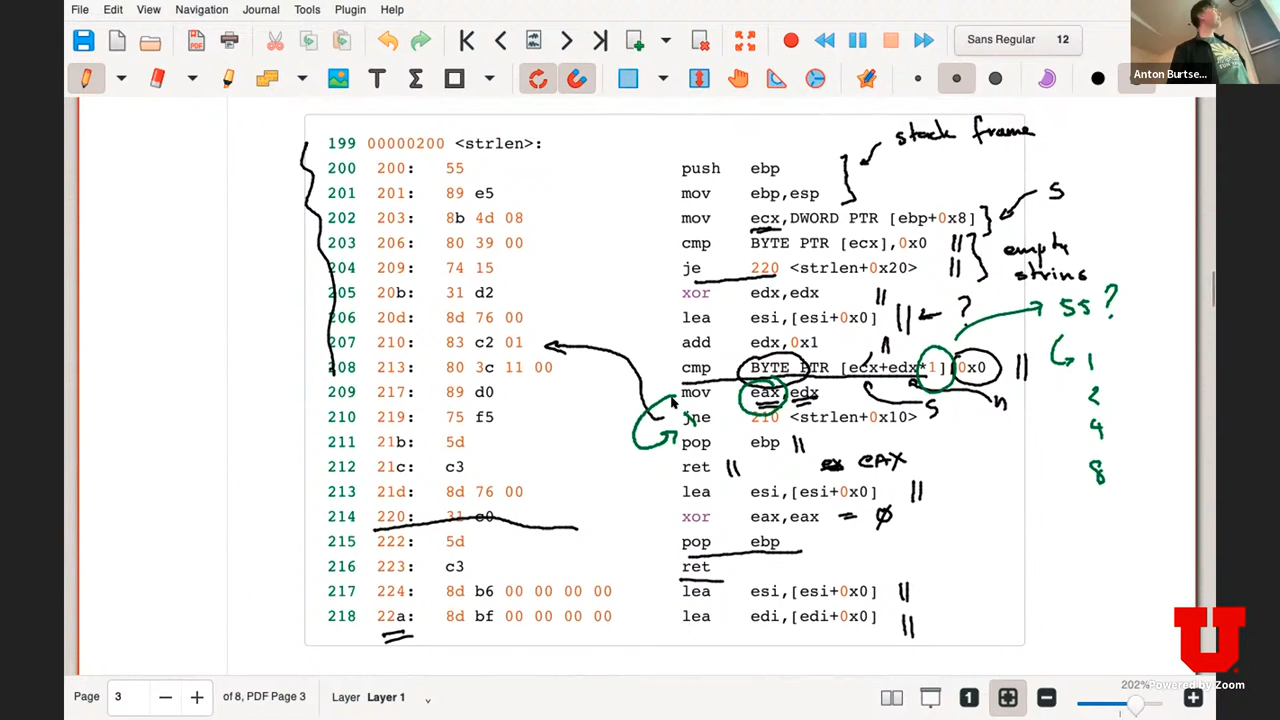 File Edit View Navigation Journal Tools Plugin Help
Sans Regular 12
Anton Burtse...
stack frame
199 00000200 <strlen>:
200 200: 55 push ebp
201 201: 89 e5 mov ebp,esp
202 203: 8b 4d 08 mov ecx,DWORD PTR [ebp+0x8] s
203 206: 80 39 00 cmp BYTE PTR [ecx],0x0 empty
204 209: 74 15 je 220 <strlen+0x20> string
205 20b: 31 d2 xor edx,edx
206 20d: 8d 76 00 lea esi,[esi+0x0] ? 55?
207 210: 83 c2 01 add edx,0x1
208 213: 80 3c 11 00 cmp BYTE PTR [ecx+edx*1],0x0 1
209 217: 89 d0 mov eax,edx s n 2
210 219: 75 f5 jne 210 <strlen+0x10> 4
211 21b: 5d pop ebp
212 21c: c3 ret EAX 8
213 21d: 8d 76 00 lea esi,[esi+0x0]
214 220: 31 c0 xor eax,eax = 0
215 222: 5d pop ebp
216 223: c3 ret
217 224: 8d b6 00 00 00 00 lea esi,[esi+0x0]
218 22a: 8d bf 00 00 00 00 lea edi,[edi+0x0]
U
Powered by Zoom
Page 3 of 8, PDF Page 3 Layer Layer 1 1 202%